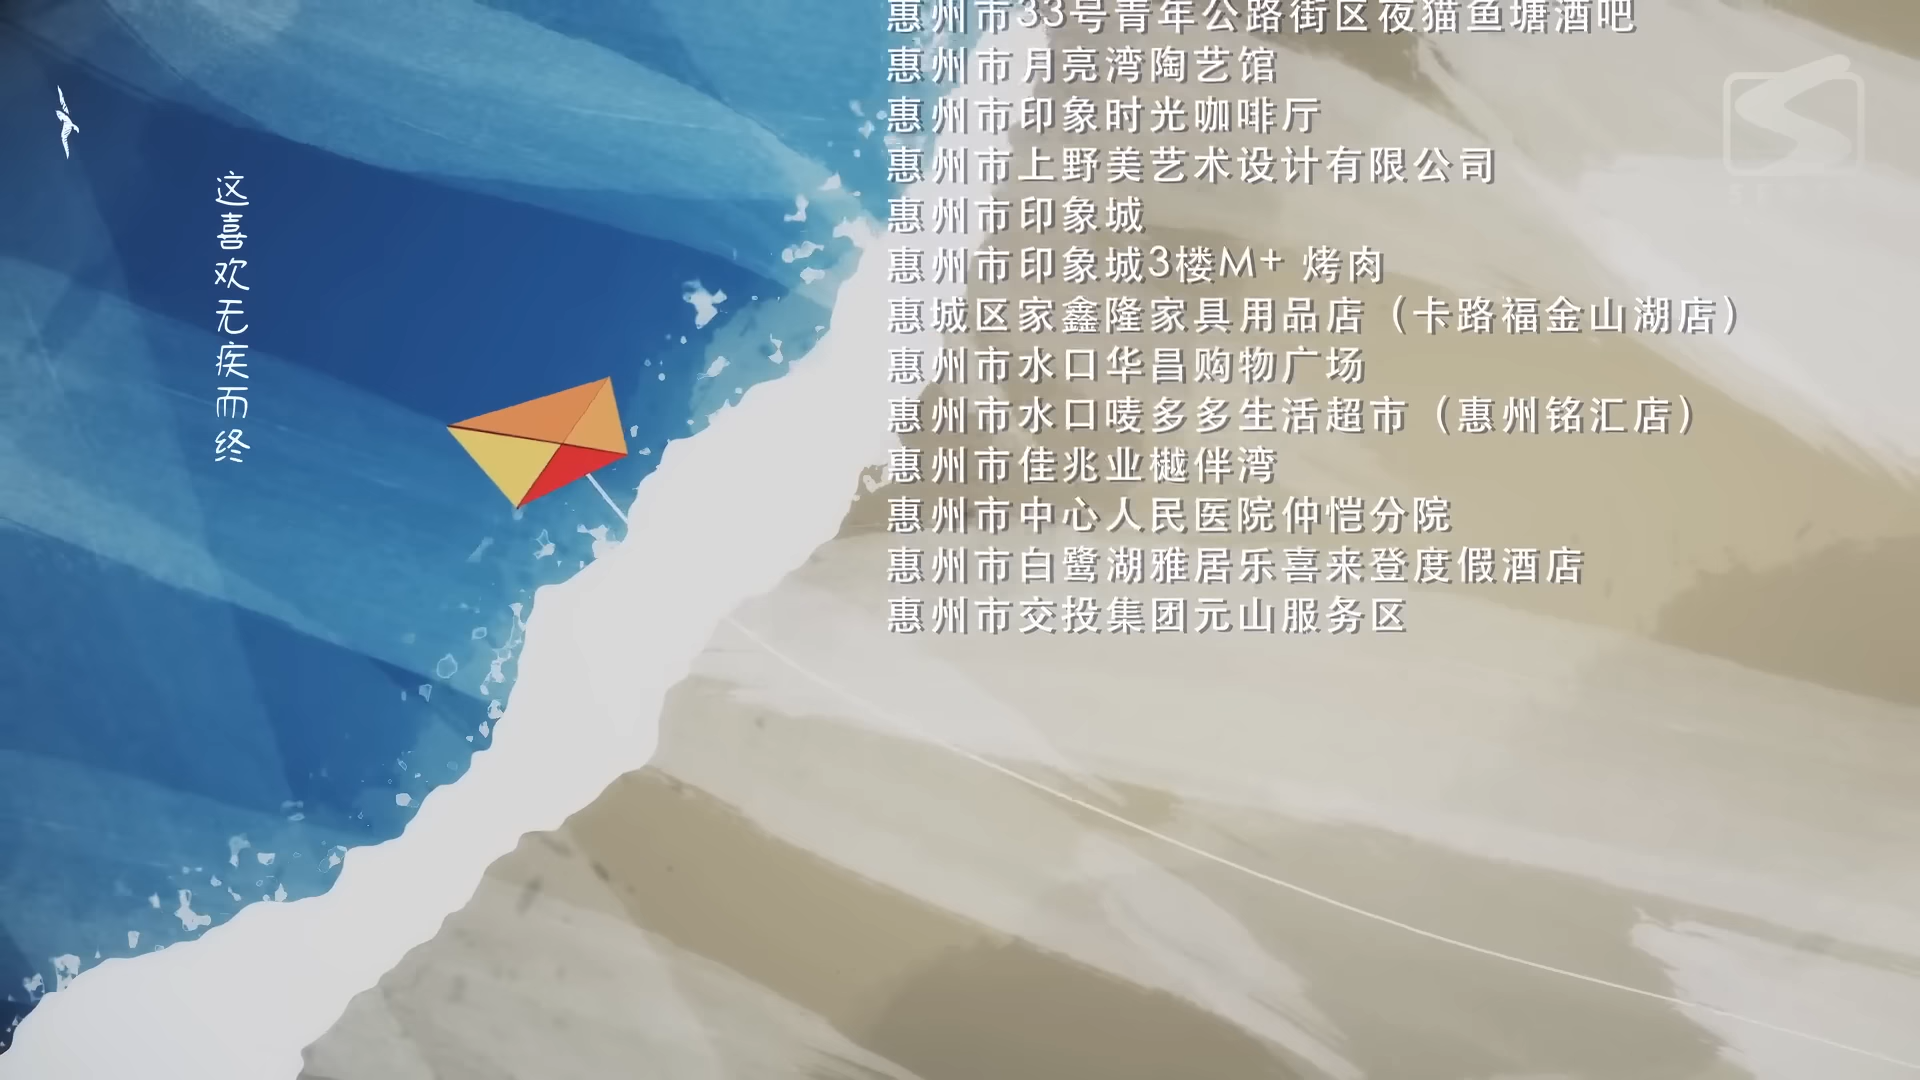 惠州市33号青年公路街区夜猫鱼塘酒吧
惠州市月亮湾陶艺馆
惠州市印象时光咖啡厅
惠州市上野美艺术设计有限公司
惠州市印象城
惠州市印象城3楼M+ 烤肉
惠城区家鑫隆家具用品店（卡路福金山湖店）
惠州市水口华昌购物广场
惠州市水口唛多多生活超市（惠州铭汇店）
惠州市佳兆业樾伴湾
惠州市中心人民医院仲恺分院
惠州市白鹭湖雅居乐喜来登度假酒店
惠州市交投集团元山服务区
这喜欢无疾而终